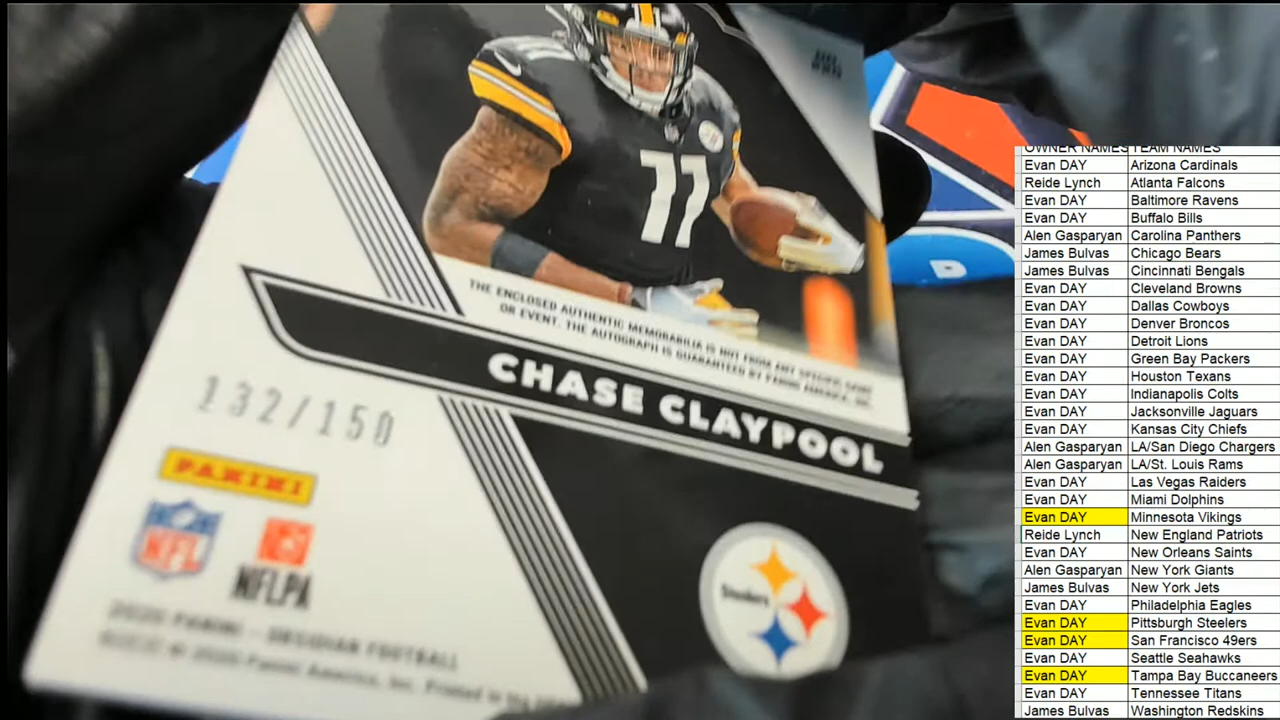 11
THE ENCLOSED AUTHENTIC MEMORABILIA IS NOT FROM ANY SPECIFIC GAME
OR EVENT. THE AUTOGRAPH IS GUARANTEED BY PANINI AMERICA, INC.
CHASE CLAYPOOL
132/150
PANINI
NFL
NFLPA
Steelers
2020 PANINI - OBSIDIAN
Panini America, Inc. Printed in the
OWNER NAMES TEAM NAMES
Evan DAY Arizona Cardinals
Reide Lynch Atlanta Falcons
Evan DAY Baltimore Ravens
Evan DAY Buffalo Bills
Alen Gasparyan Carolina Panthers
James Bulvas Chicago Bears
James Bulvas Cincinnati Bengals
Evan DAY Cleveland Browns
Evan DAY Dallas Cowboys
Evan DAY Denver Broncos
Evan DAY Detroit Lions
Evan DAY Green Bay Packers
Evan DAY Houston Texans
Evan DAY Indianapolis Colts
Evan DAY Jacksonville Jaguars
Evan DAY Kansas City Chiefs
Alen Gasparyan LA/San Diego Chargers
Alen Gasparyan LA/St. Louis Rams
Evan DAY Las Vegas Raiders
Evan DAY Miami Dolphins
Evan DAY Minnesota Vikings
Reide Lynch New England Patriots
Evan DAY New Orleans Saints
Alen Gasparyan New York Giants
James Bulvas New York Jets
Evan DAY Philadelphia Eagles
Evan DAY Pittsburgh Steelers
Evan DAY San Francisco 49ers
Evan DAY Seattle Seahawks
Evan DAY Tampa Bay Buccaneers
Evan DAY Tennessee Titans
James Bulvas Washington Redskins